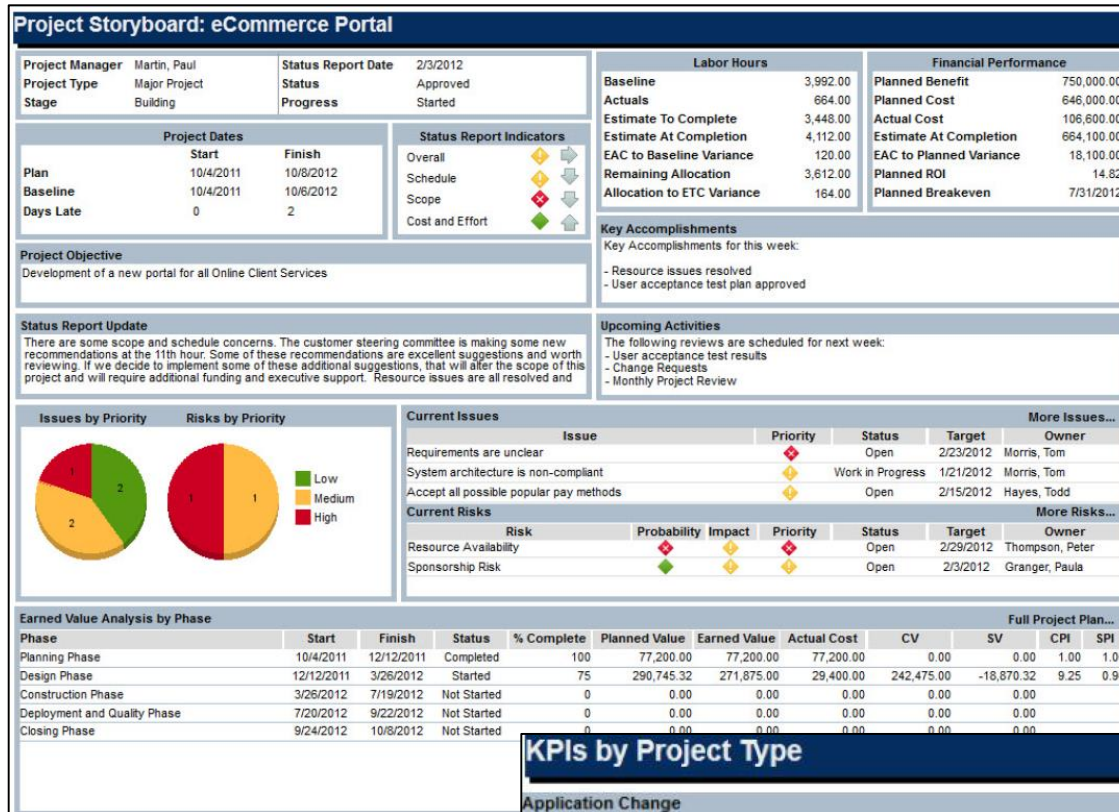 Project Storyboard: eCommerce Portal
Project Manager Martin, Paul Status Report Date 2/3/2012
Project Type Major Project Status Approved
Stage Building Progress Started
Labor Hours
Baseline 3,992.00
Actuals 664.00
Estimate To Complete 3,448.00
Estimate At Completion 4,112.00
EAC to Baseline Variance 120.00
Remaining Allocation 3,612.00
Allocation to ETC Variance 164.00
Financial Performance
Planned Benefit 750,000.00
Planned Cost 646,000.00
Actual Cost 106,600.00
Estimate At Completion 664,100.00
EAC to Planned Variance 18,100.00
Planned ROI 14.82
Planned Breakeven 7/31/2012
Project Dates
Start Finish
Plan 10/4/2011 10/8/2012
Baseline 10/4/2011 10/6/2012
Days Late 0 2
Status Report Indicators
Overall
Schedule
Scope
Cost and Effort
Project Objective
Development of a new portal for all Online Client Services
Key Accomplishments
Key Accomplishments for this week:
- Resource issues resolved
- User acceptance test plan approved
Status Report Update
There are some scope and schedule concerns. The customer steering committee is making some new
recommendations at the 11th hour. Some of these recommendations are excellent suggestions and worth
reviewing. If we decide to implement some of these additional suggestions, that will alter the scope of this
project and will require additional funding and executive support. Resource issues are all resolved and
Upcoming Activities
The following reviews are scheduled for next week:
- User acceptance test results
- Change Requests
- Monthly Project Review
Issues by Priority Risks by Priority
1 2 2
1 1
Low
Medium
High
Current Issues More Issues...
Issue Priority Status Target Owner
Requirements are unclear Open 2/23/2012 Morris, Tom
System architecture is non-compliant Work in Progress 1/21/2012 Morris, Tom
Accept all possible popular pay methods Open 2/15/2012 Hayes, Todd
Current Risks More Risks...
Risk Probability Impact Priority Status Target Owner
Resource Availability Open 2/29/2012 Thompson, Peter
Sponsorship Risk Open 2/3/2012 Granger, Paula
Earned Value Analysis by Phase Full Project Plan...
Phase Start Finish Status % Complete Planned Value Earned Value Actual Cost CV SV CPI SPI
Planning Phase 10/4/2011 12/12/2011 Completed 100 77,200.00 77,200.00 77,200.00 0.00 0.00 1.00 1.0
Design Phase 12/12/2011 3/26/2012 Started 75 290,745.32 271,875.00 29,400.00 242,475.00 -18,870.32 9.25 0.9
Construction Phase 3/26/2012 7/19/2012 Not Started 0 0.00 0.00 0.00 0.00 0.00
Deployment and Quality Phase 7/20/2012 9/22/2012 Not Started 0 0.00 0.00 0.00 0.00 0.00
Closing Phase 9/24/2012 10/8/2012 Not Started 0 0.00 0.00 0.00 0.00 0.00
KPIs by Project Type
Application Change